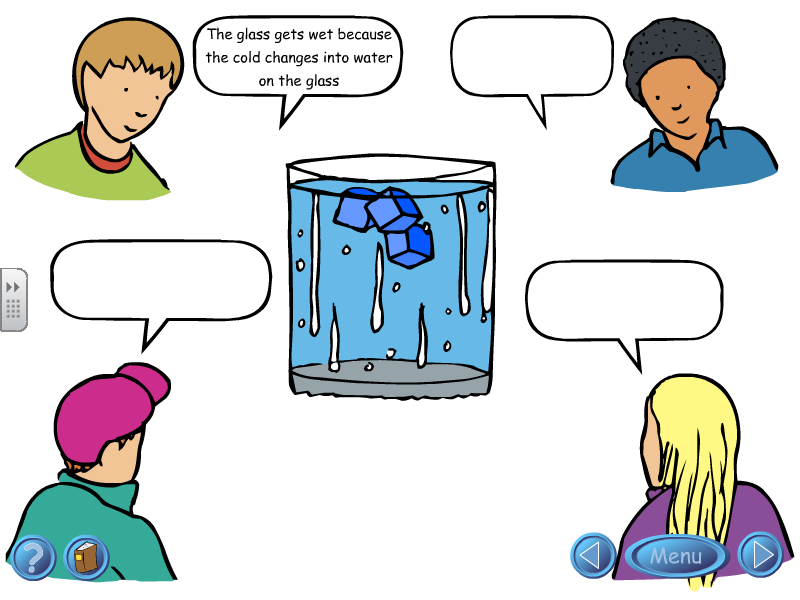 The glass gets wet because
the cold changes into water
on the glass
?
Menu